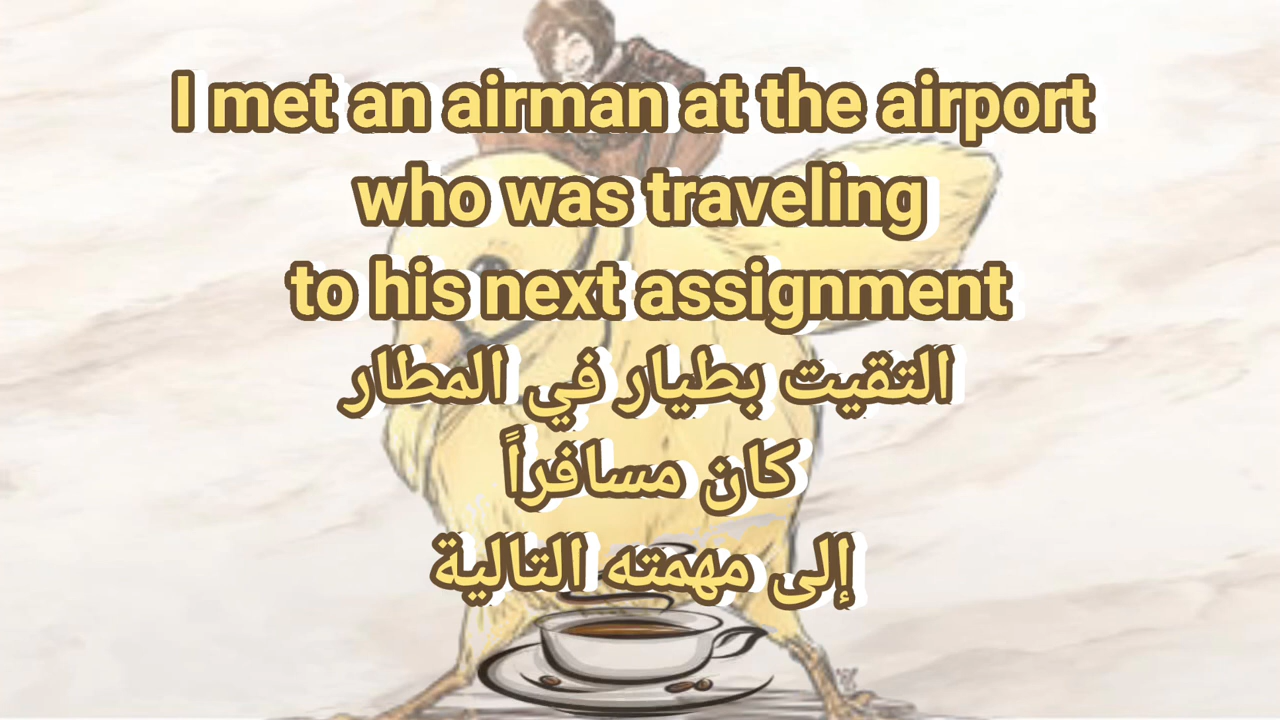 I met an airman at the airport
who was traveling
to his next assignment
التقيت بطيار في المطار
كان مسافراً
إلى مهمته التالية